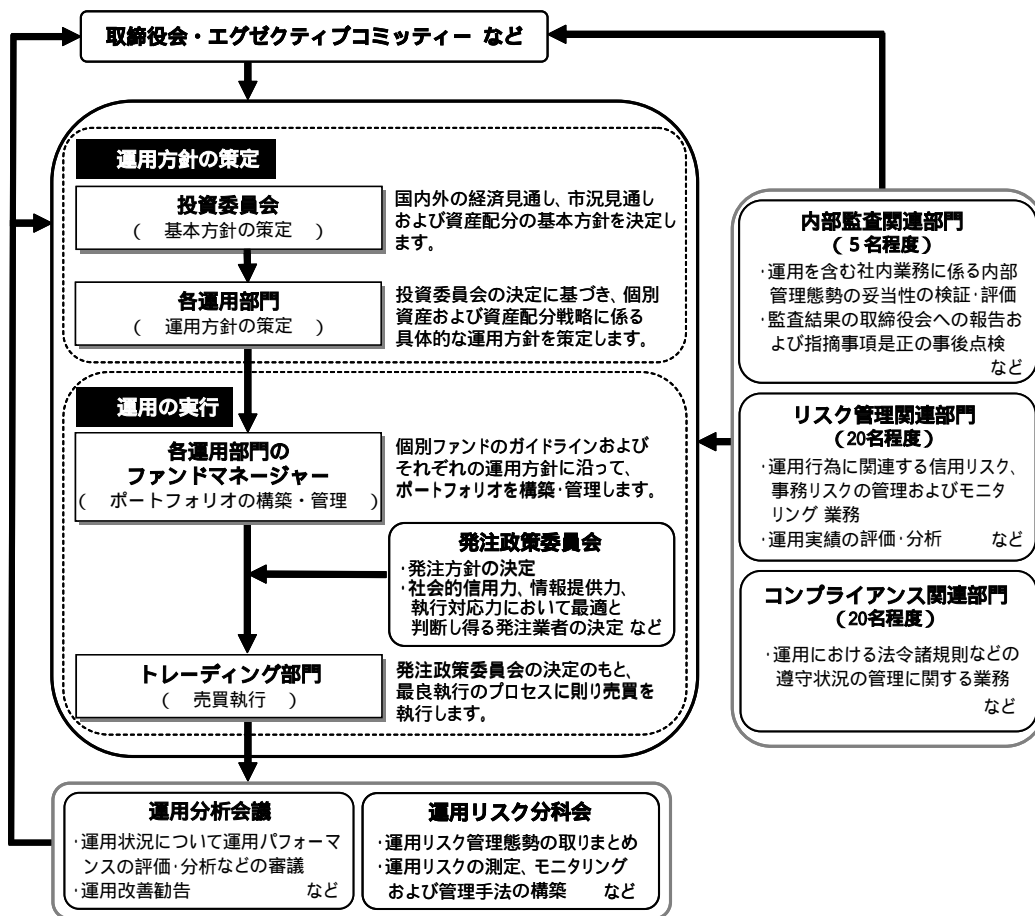 取締役会・エグゼクティブコミッティー など
運用方針の策定
投資委員会
( 基本方針の策定 )
国内外の経済見通し、市況見通し
および資産配分の基本方針を決定し
ます。
各運用部門
( 運用方針の策定 )
投資委員会の決定に基づき、個別
資産および資産配分戦略に係る
具体的な運用方針を策定します。
運用の実行
各運用部門の
ファンドマネージャー
( ポートフォリオの構築・管理 )
個別ファンドのガイドラインおよび
それぞれの運用方針に沿って、
ポートフォリオを構築・管理します。
発注政策委員会
・発注方針の決定
・社会的信用力、情報提供力、
執行対応力において最適と
判断し得る発注業者の決定 など
トレーディング部門
( 売買執行 )
発注政策委員会の決定のもと、
最良執行のプロセスに則り売買を
執行します。
内部監査関連部門
(5名程度)
・運用を含む社内業務に係る内部
管理態勢の妥当性の検証・評価
・監査結果の取締役会への報告お
よび指摘事項是正の事後点検
など
リスク管理関連部門
(20名程度)
・運用行為に関連する信用リスク、
事務リスクの管理およびモニタ
リング 業務
・運用実績の評価・分析 など
コンプライアンス関連部門
(20名程度)
・運用における法令諸規則などの
遵守状況の管理に関する業務
など
運用分析会議
・運用状況について運用パフォーマ
ンスの評価・分析などの審議
・運用改善勧告 など
運用リスク分科会
・運用リスク管理態勢の取りまとめ
・運用リスクの測定、モニタリング
および管理手法の構築 など